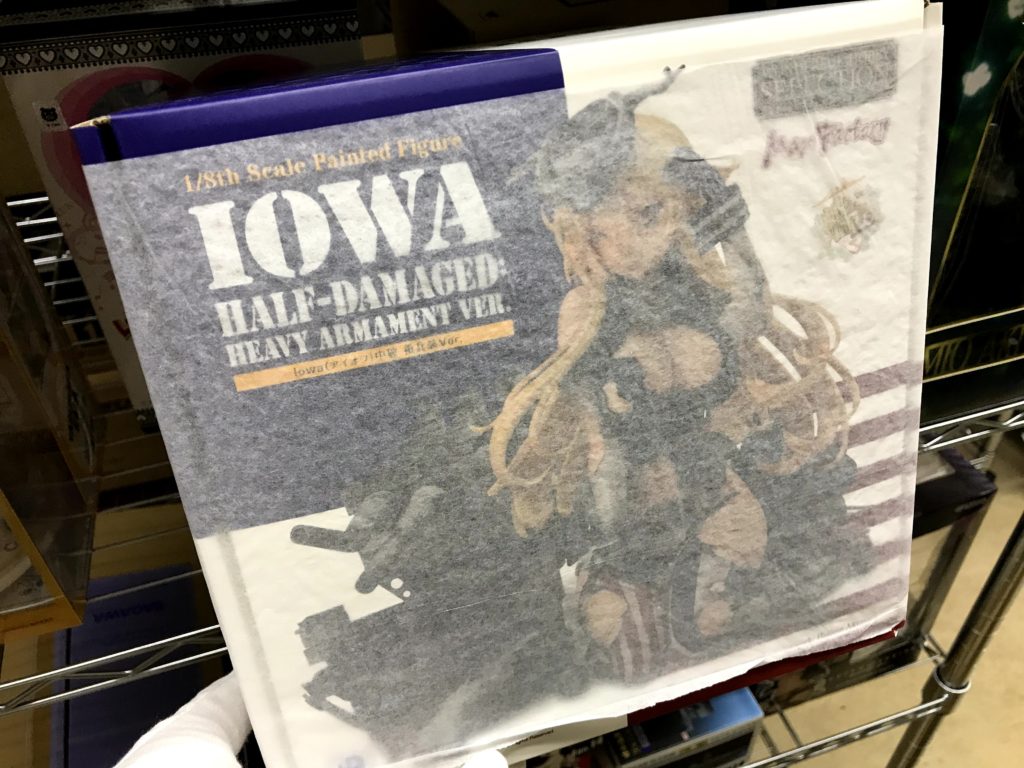 1/8th Scale Painted Figure
IOWA
HALF-DAMAGED:
HEAVY ARMAMENT VER.
Iowa(アイオワ)中破 重兵装Ver.
SELECTION
Max Factory